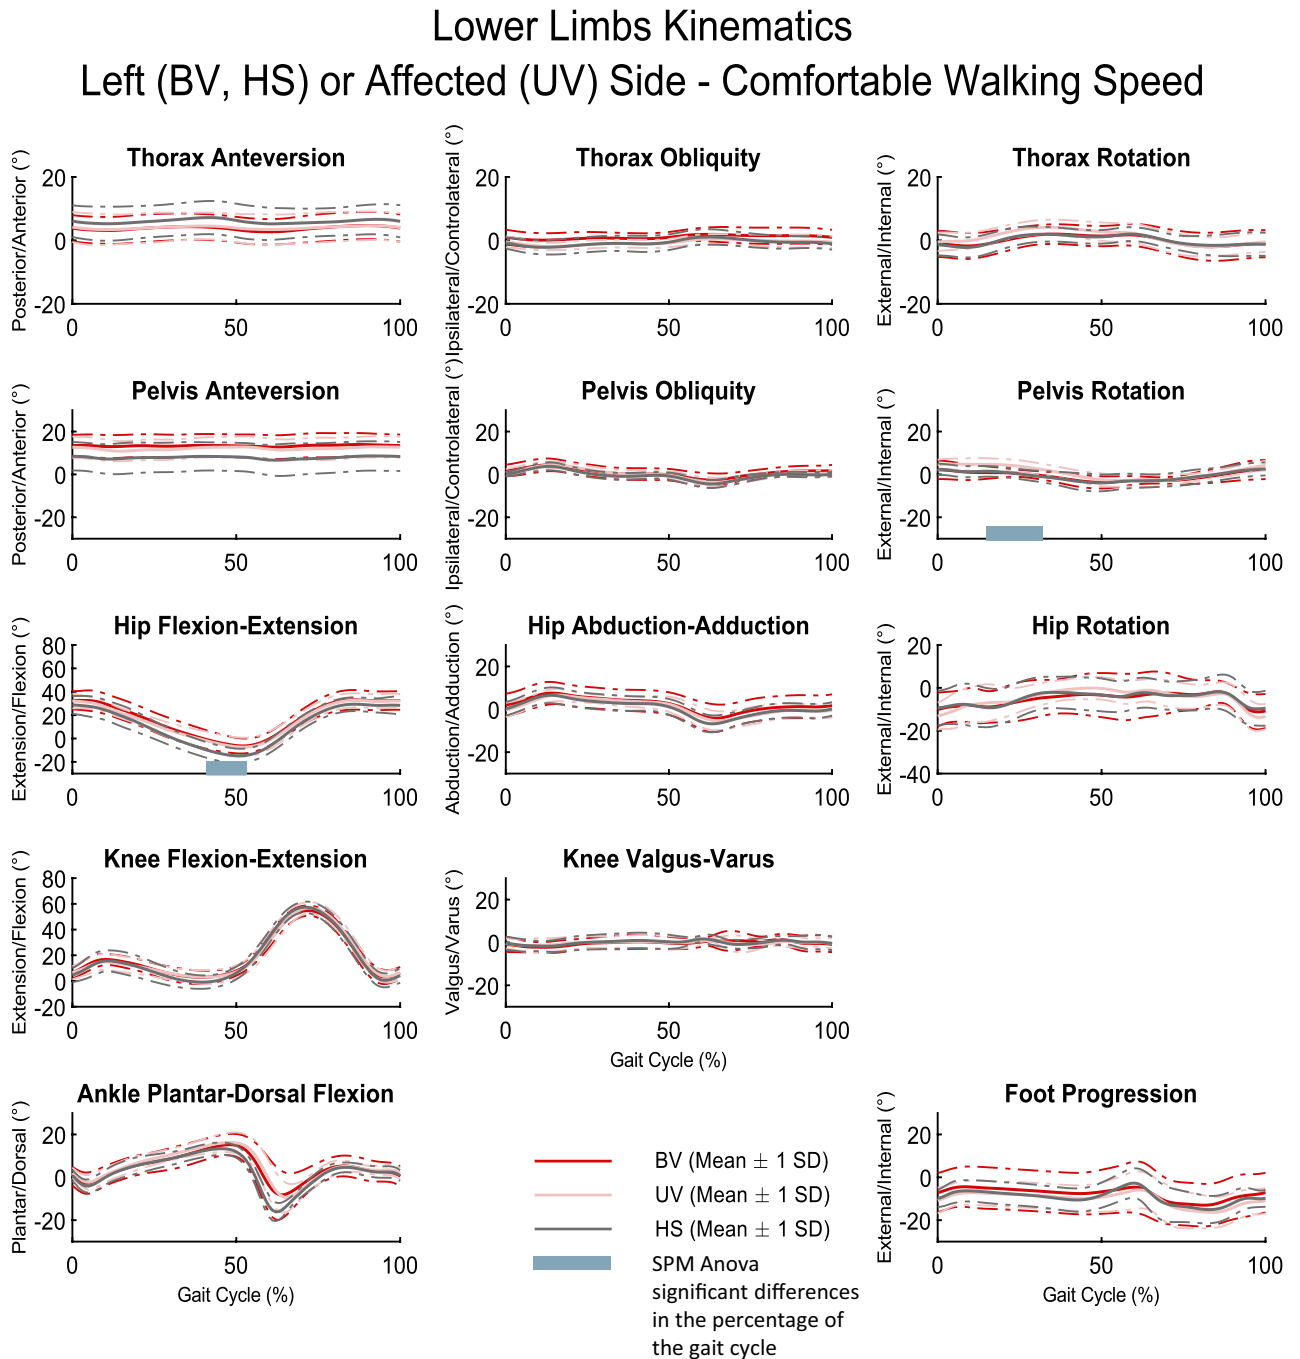 Lower Limbs Kinematics
Left (BV, HS) or Affected (UV) Side - Comfortable Walking Speed
Thorax Anteversion
Posterior/Anterior (°)
20
0
-20
0 50 100
Thorax Obliquity
Ipsilateral/Controlateral (°)
20
0
-20
0 50 100
Thorax Rotation
External/Internal (°)
20
0
-20
0 50 100
Pelvis Anteversion
Posterior/Anterior (°)
20
0
-20
0 50 100
Pelvis Obliquity
Ipsilateral/Controlateral (°)
20
0
-20
0 50 100
Pelvis Rotation
External/Internal (°)
20
0
-20
0 50 100
Hip Flexion-Extension
Extension/Flexion (°)
80
60
40
20
0
-20
0 50 100
Hip Abduction-Adduction
Abduction/Adduction (°)
20
0
-20
0 50 100
Hip Rotation
External/Internal (°)
0
-20
-40
0 50 100
Knee Flexion-Extension
Extension/Flexion (°)
80
60
40
20
0
-20
0 50 100
Knee Valgus-Varus
Valgus/Varus (°)
20
0
-20
0 50 100
Gait Cycle (%)
Ankle Plantar-Dorsal Flexion
Plantar/Dorsal (°)
20
0
-20
0 50 100
Gait Cycle (%)
BV (Mean ± 1 SD)
UV (Mean ± 1 SD)
HS (Mean ± 1 SD)
SPM Anova
significant differences
in the percentage of
the gait cycle
Foot Progression
External/Internal (°)
20
0
-20
0 50 100
Gait Cycle (%)